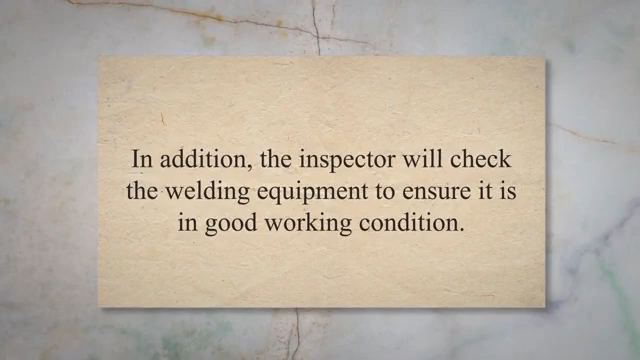 In addition, the inspector will check
the welding equipment to ensure it is
in good working condition.